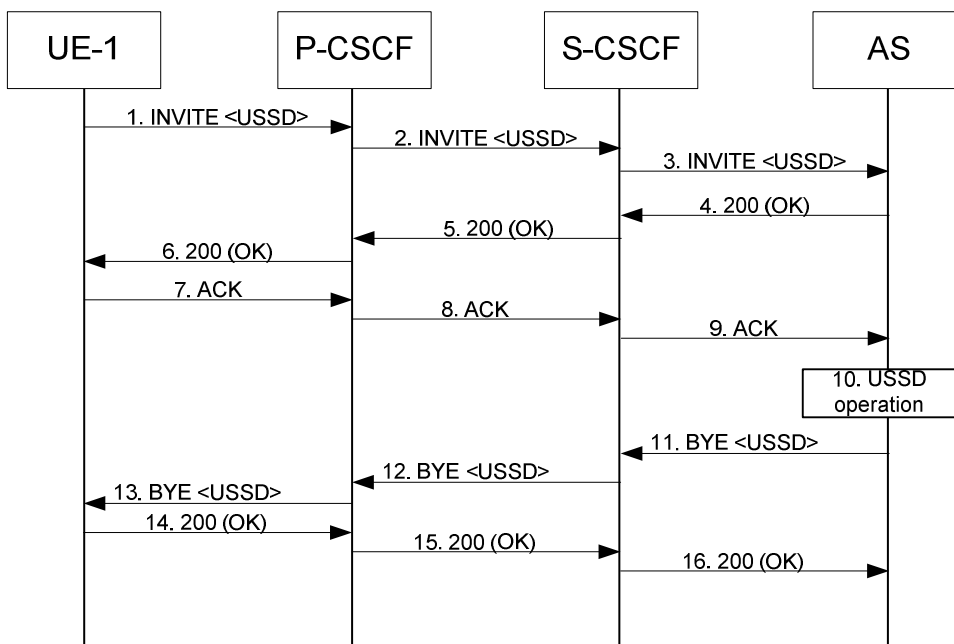 UE-1
P-CSCF
S-CSCF
AS
1. INVITE <USSD>
2. INVITE <USSD>
3. INVITE <USSD>
4. 200 (OK)
5. 200 (OK)
6. 200 (OK)
7. ACK
8. ACK
9. ACK
10. USSD
operation
11. BYE <USSD>
12. BYE <USSD>
13. BYE <USSD>
14. 200 (OK)
15. 200 (OK)
16. 200 (OK)